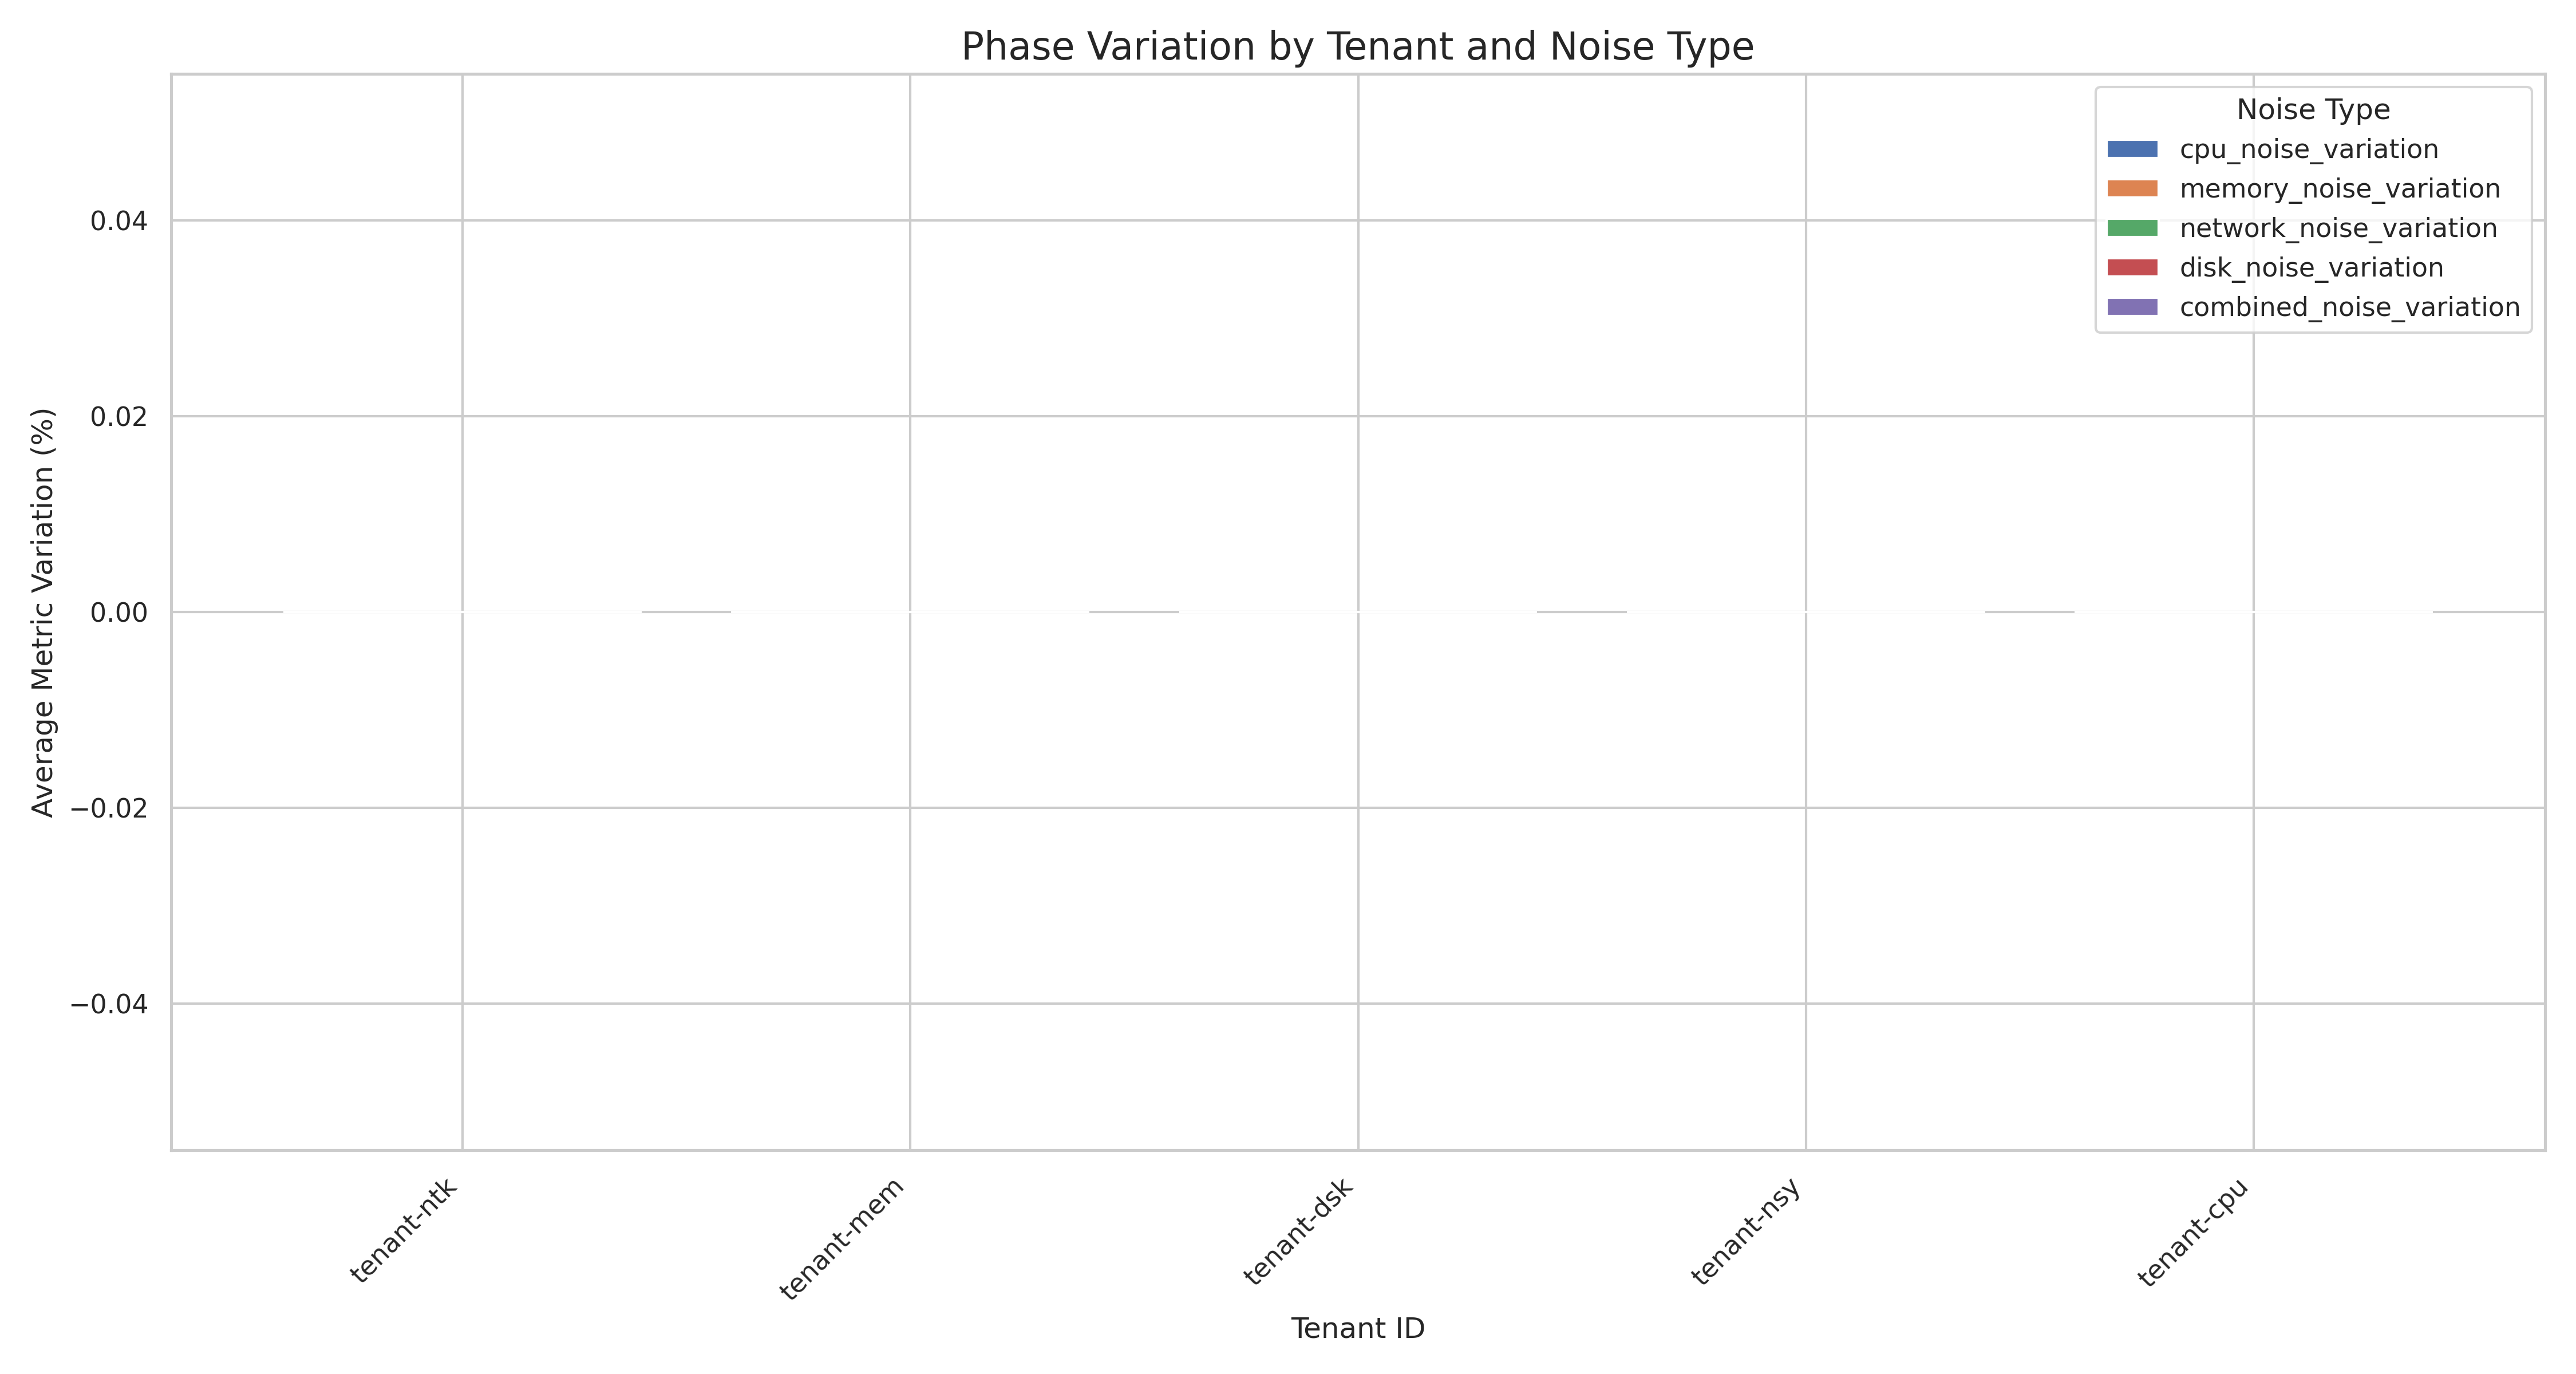 Phase Variation by Tenant and Noise Type
Noise Type
cpu_noise_variation
memory_noise_variation
network_noise_variation
disk_noise_variation
combined_noise_variation
Average Metric Variation (%)
0.04
0.02
0.00
−0.02
−0.04
tenant-ntk
tenant-mem
tenant-dsk
tenant-nsy
tenant-cpu
Tenant ID